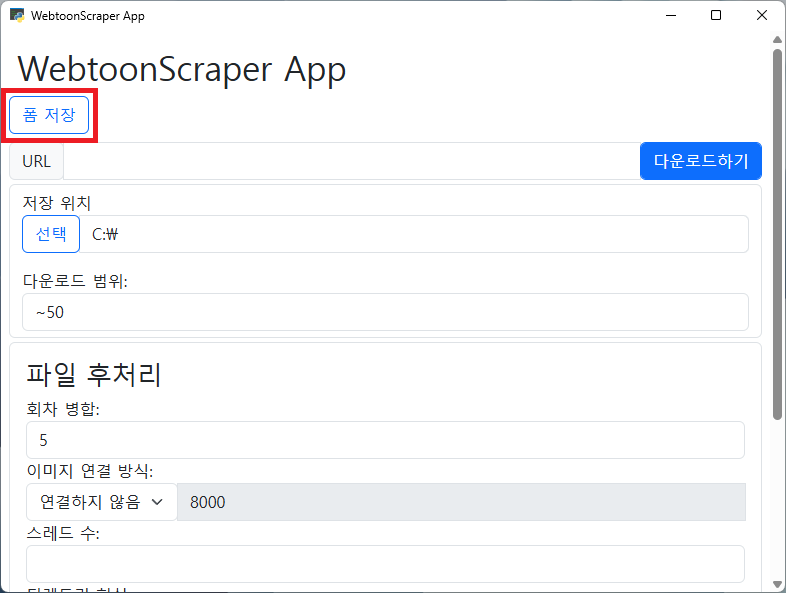 WebtoonScraper App
WebtoonScraper App
폼 저장
URL 다운로드하기
저장 위치
선택 C:₩
다운로드 범위:
~50
파일 후처리
회차 병합:
5
이미지 연결 방식:
연결하지 않음 8000
스레드 수: